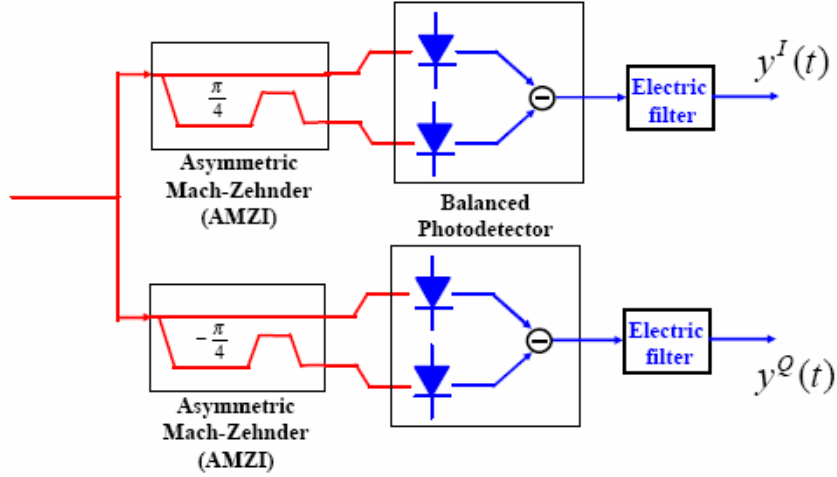 π/4
Asymmetric
Mach-Zehnder
(AMZI)
Balanced
Photodetector
Electric
filter
y^I(t)
-π/4
Asymmetric
Mach-Zehnder
(AMZI)
Electric
filter
y^Q(t)